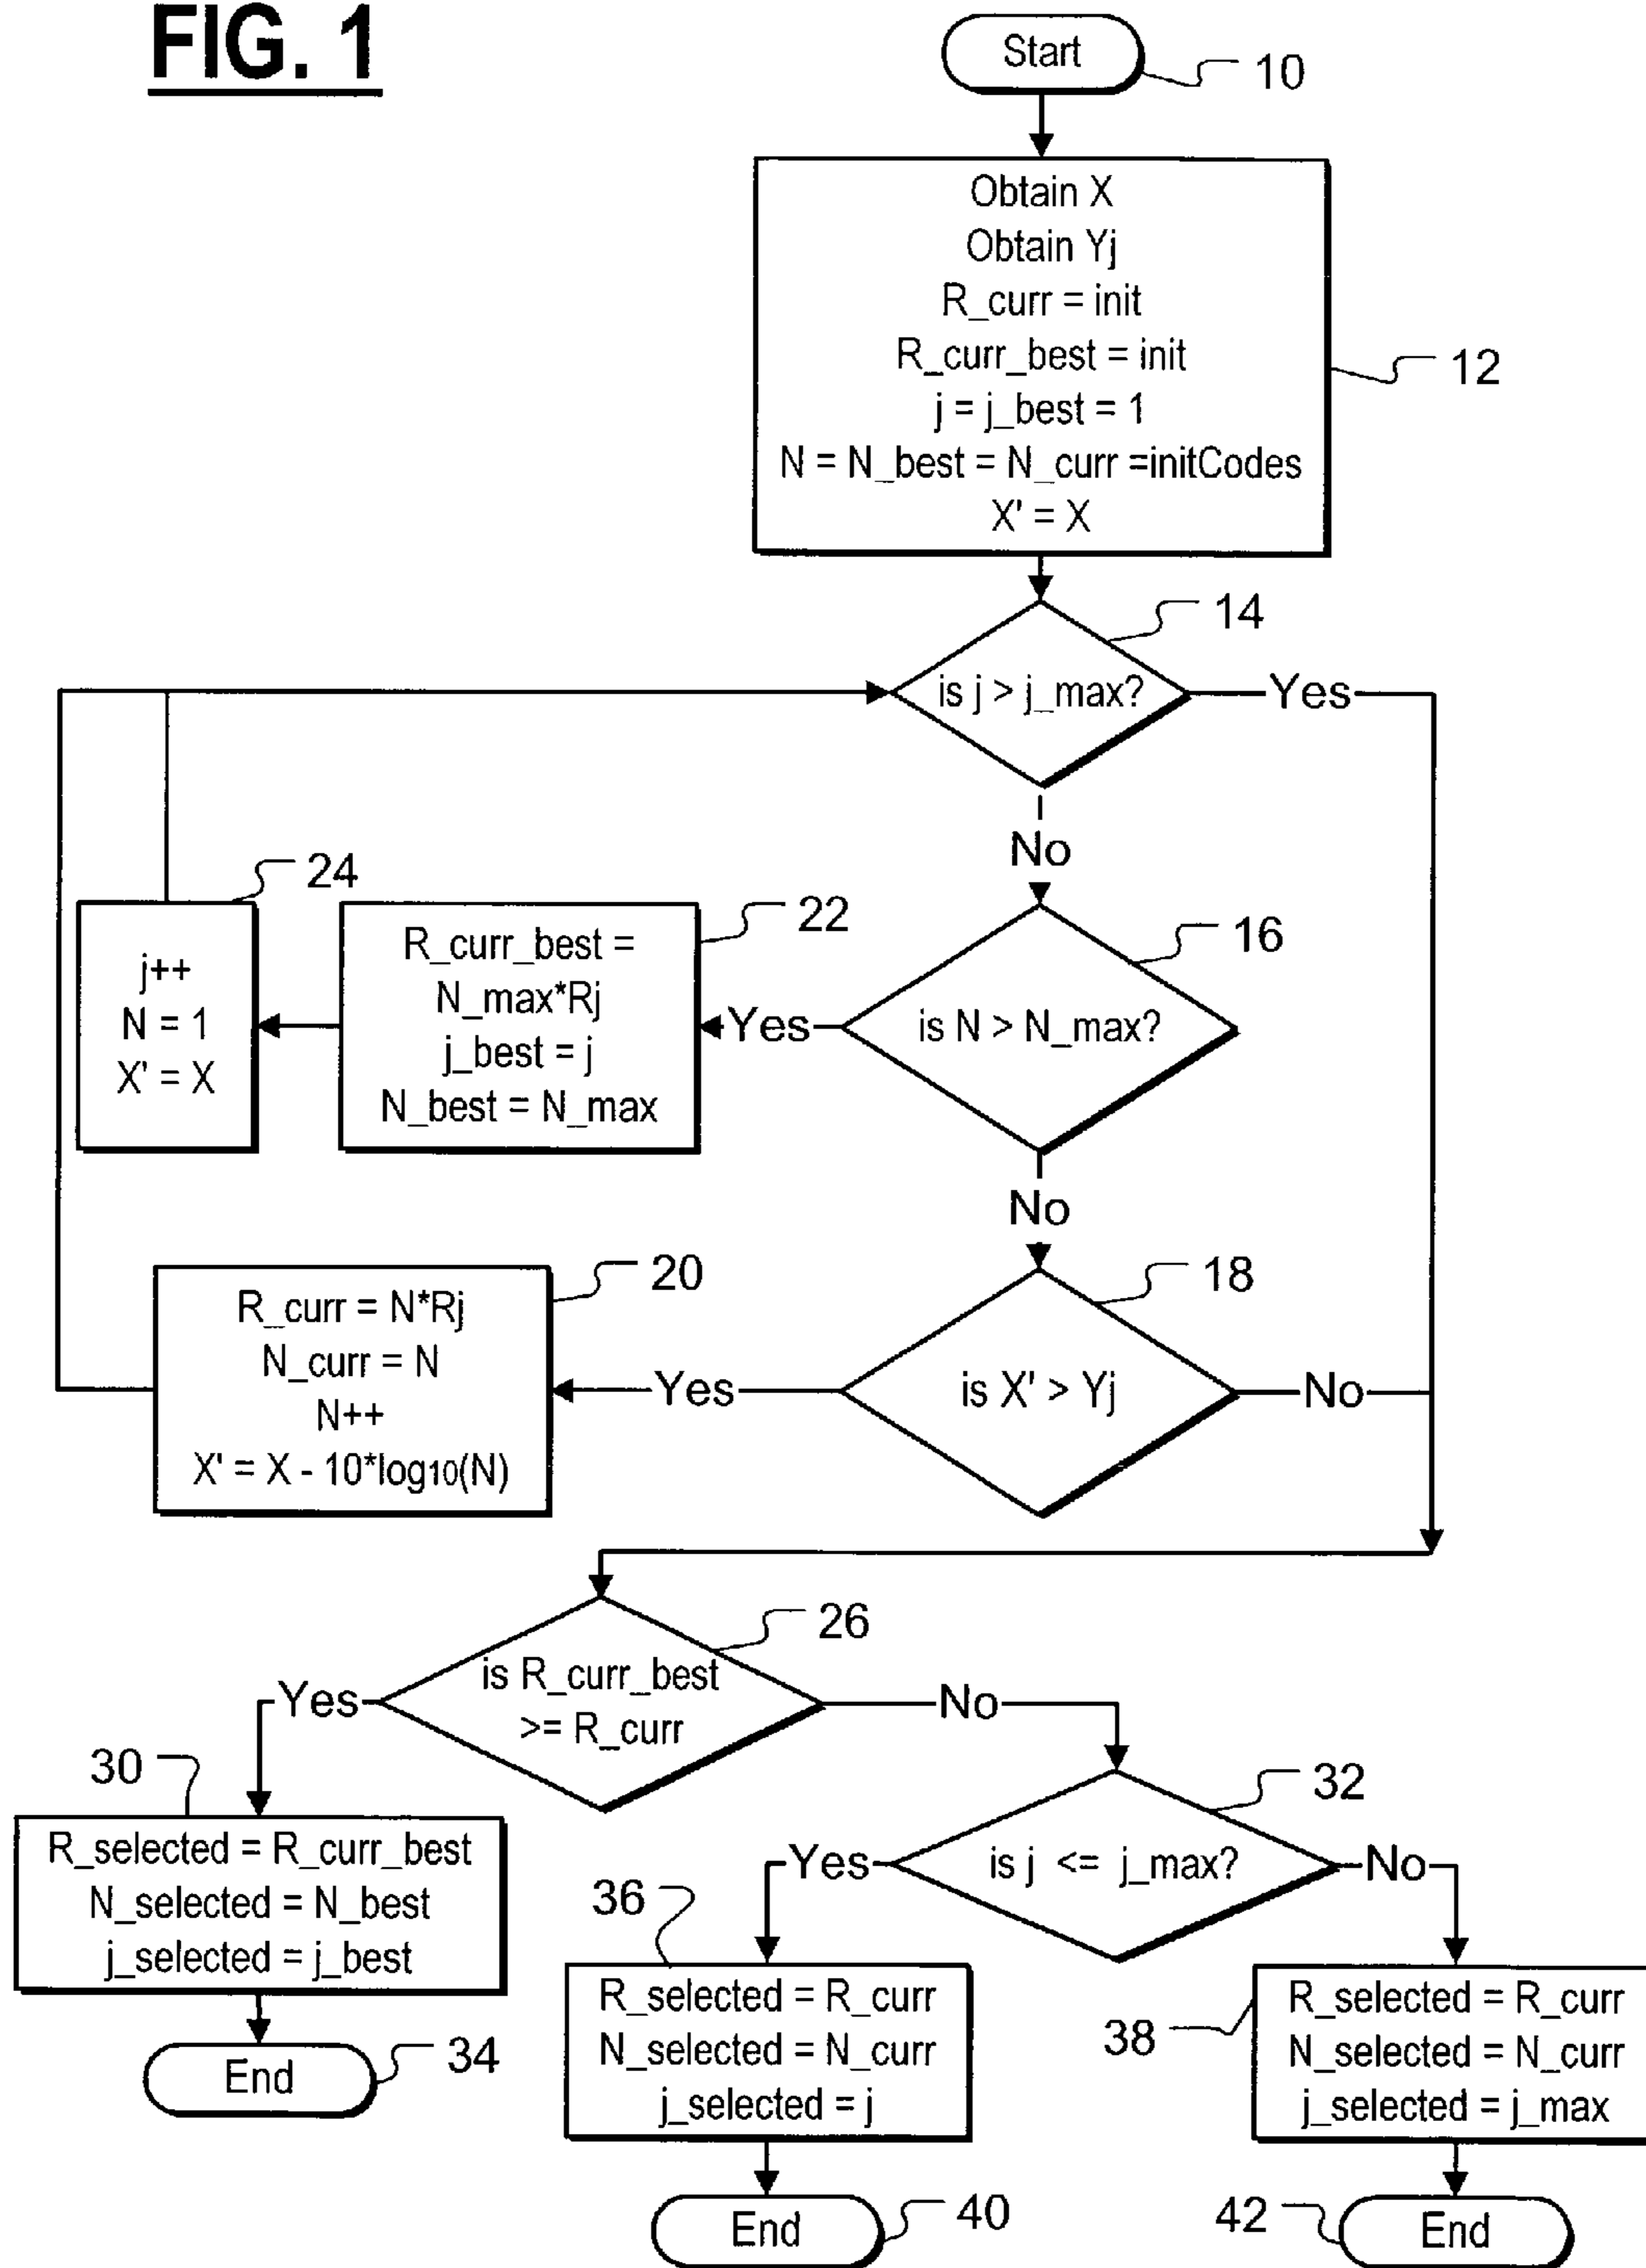 FIG. 1
Start
10
Obtain X
Obtain Yj
R_curr = init
R_curr_best = init
j = j_best = 1
N = N_best = N_curr =initCodes
X' = X
12
14
is j > j_max?
Yes
No
24
j++
N = 1
X' = X
22
R_curr_best =
N_max*Rj
j_best = j
N_best = N_max
Yes
16
is N > N_max?
No
20
R_curr = N*Rj
N_curr = N
N++
X' = X - 10*log10(N)
Yes
18
is X' > Yj
No
26
is R_curr_best
>= R_curr
Yes
No
30
R_selected = R_curr_best
N_selected = N_best
j_selected = j_best
End
34
32
is j <= j_max?
Yes
No
36
R_selected = R_curr
N_selected = N_curr
j_selected = j
End
40
38
R_selected = R_curr
N_selected = N_curr
j_selected = j_max
42
End